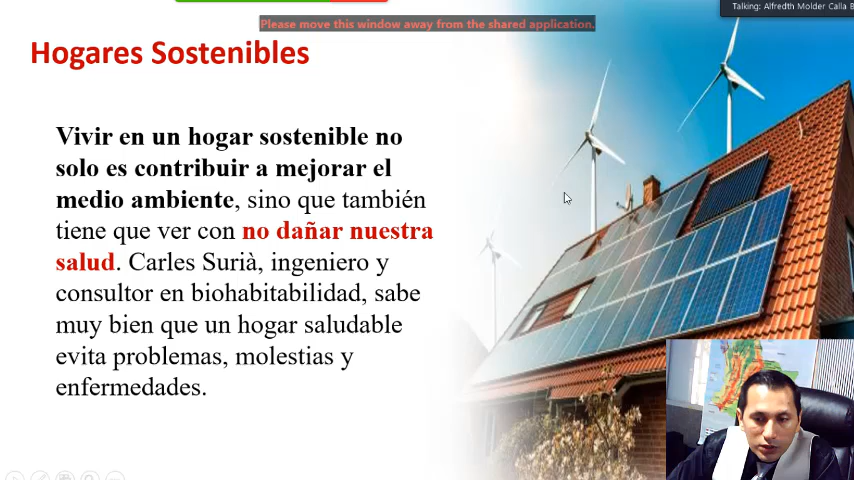 Talking: Alfredth Molder Calla B
Please move this window away from the shared application.
Hogares Sostenibles
Vivir en un hogar sostenible no
solo es contribuir a mejorar el
medio ambiente, sino que también
tiene que ver con no dañar nuestra
salud. Carles Surià, ingeniero y
consultor en biohabitabilidad, sabe
muy bien que un hogar saludable
evita problemas, molestias y
enfermedades.